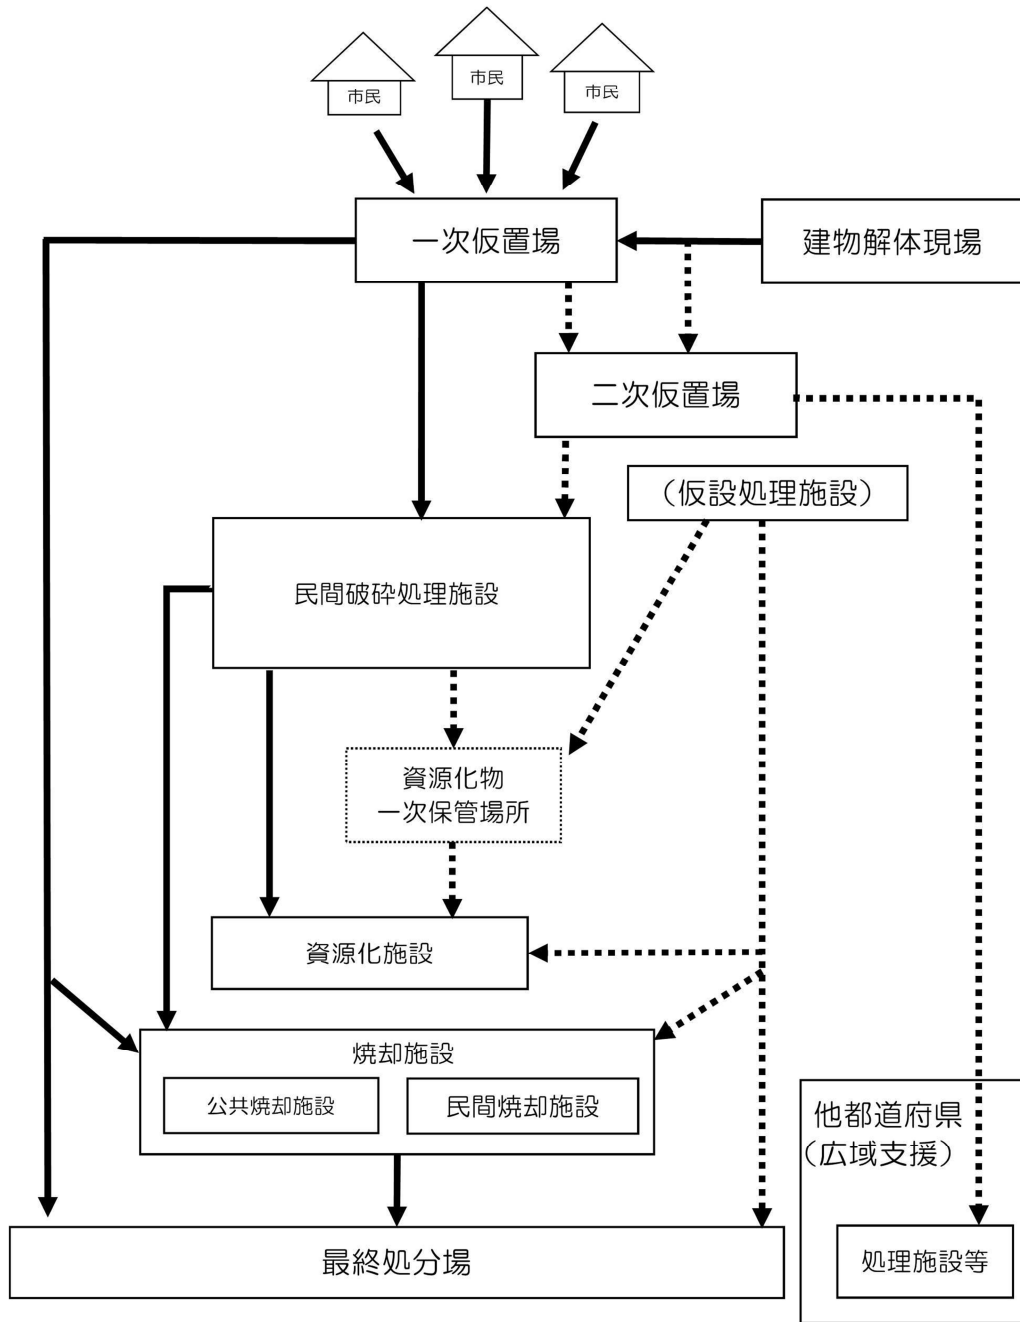 市民
市民
市民
一次仮置場
建物解体現場
二次仮置場
（仮設処理施設）
民間破砕処理施設
資源化物
一次保管場所
資源化施設
焼却施設
公共焼却施設
民間焼却施設
他都道府県
（広域支援）
処理施設等
最終処分場